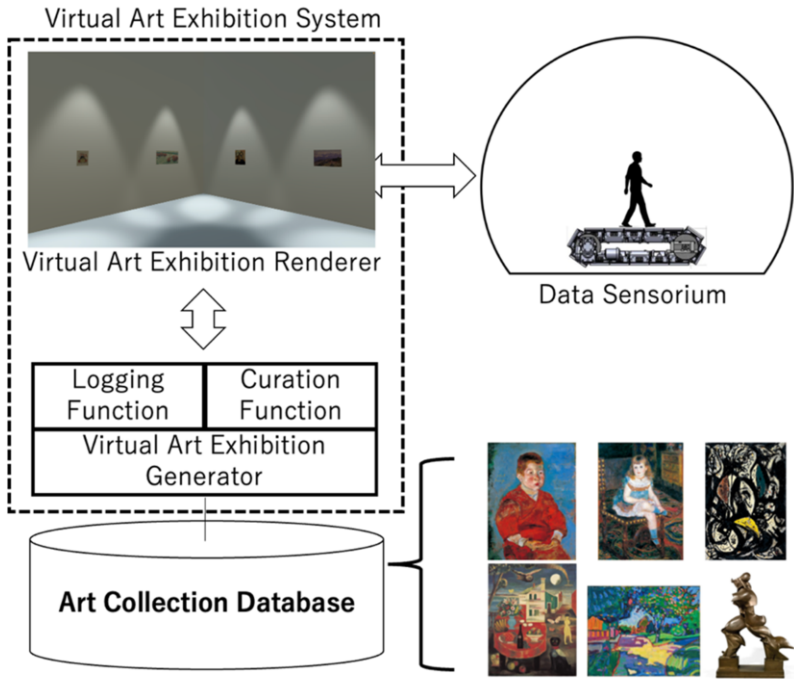 Virtual Art Exhibition System
Virtual Art Exhibition Renderer
Data Sensorium
Logging
Function
Curation
Function
Virtual Art Exhibition
Generator
Art Collection Database